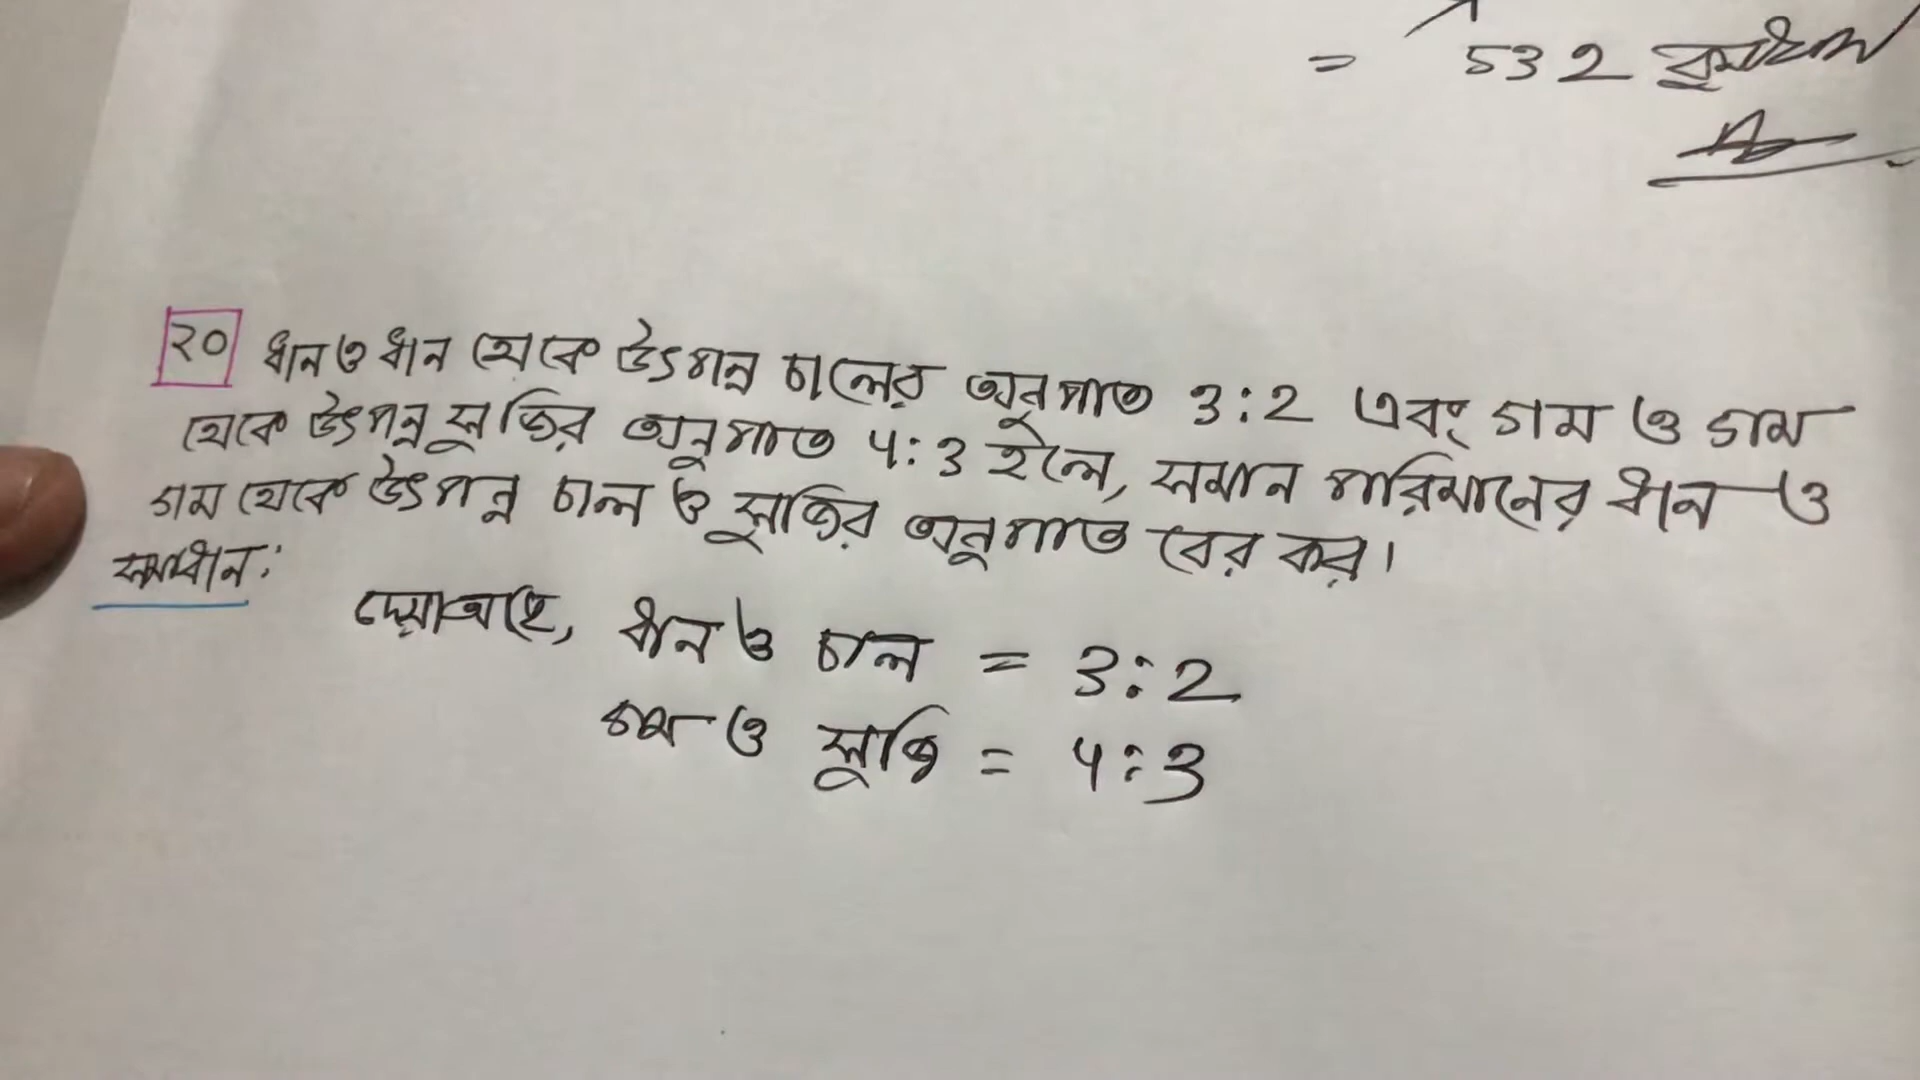 = 532 কুইন্টাল
২০ ধান ও ধান থেকে উৎপন্ন চালের অনুপাত 3:2 এবং গম ও গম
থেকে উৎপন্ন সুজির অনুপাত 4:3 হলে, সমান পরিমানের ধান ও
গম থেকে উৎপন্ন চাল ও সুজির অনুপাত বের কর।
সমাধান:
দেয়াআছে, ধান ও চাল = 3:2
গম ও সুজি = 4:3